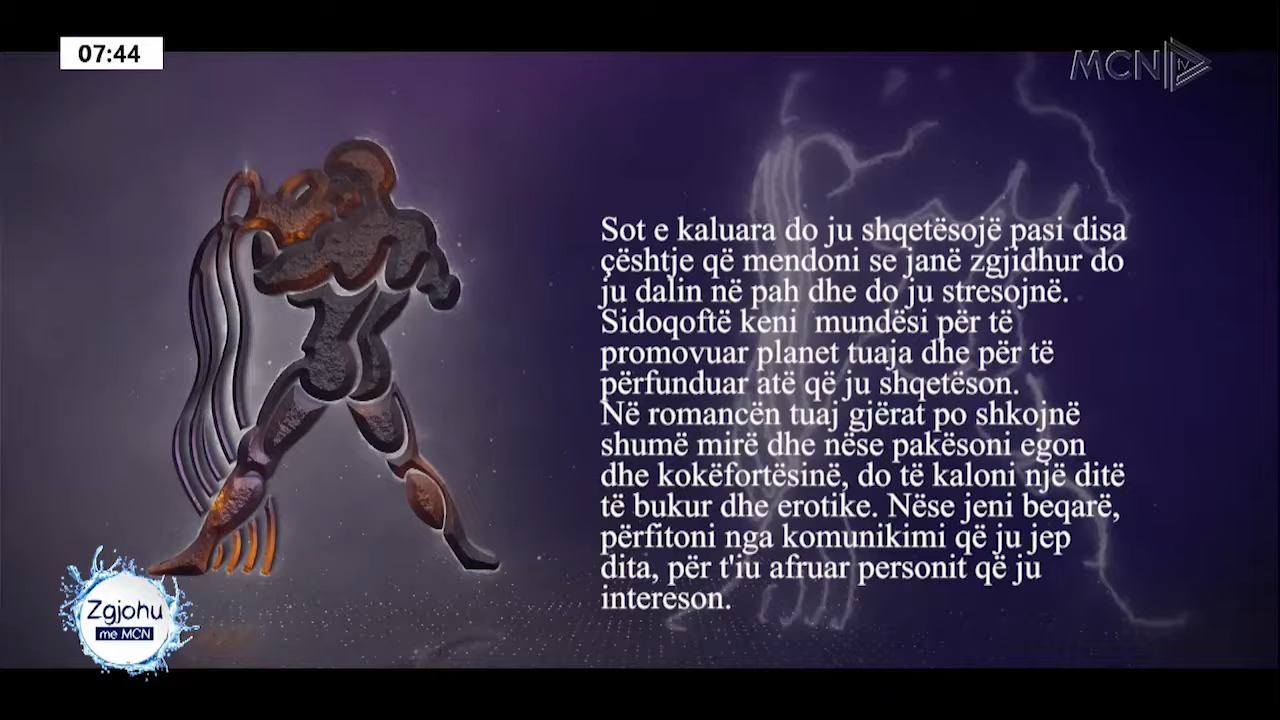 07:44
MCN TV
Sot e kaluara do ju shqetësojë pasi disa
çështje që mendoni se janë zgjidhur do
ju dalin në pah dhe do ju stresojnë.
Sidoqoftë keni  mundësi për të
promovuar planet tuaja dhe për të
përfunduar atë që ju shqetëson.
Në romancën tuaj gjërat po shkojnë
shumë mirë dhe nëse pakësoni egon
dhe kokëfortësinë, do të kaloni një ditë
të bukur dhe erotike. Nëse jeni beqarë,
përfitoni nga komunikimi që ju jep
dita, për t'iu afruar personit që ju
intereson.
Zgjohu
me MCN